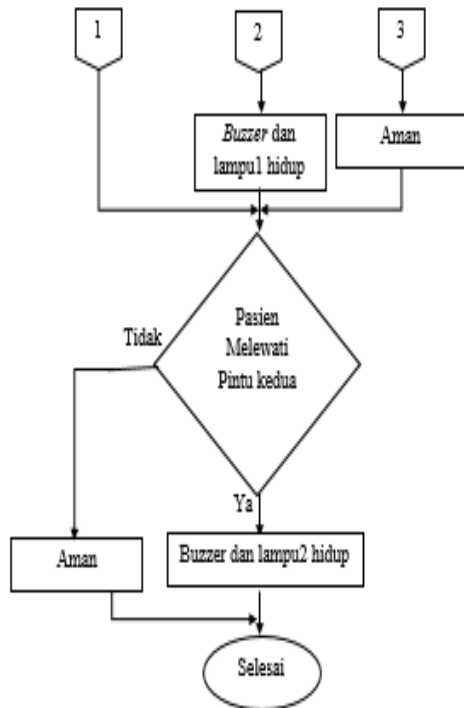 1
2
3
Buzzer dan
lampu1 hidup
Aman
Pasien
Melewati
Pintu kedua
Tidak
Ya
Aman
Buzzer dan lampu2 hidup
Selesai